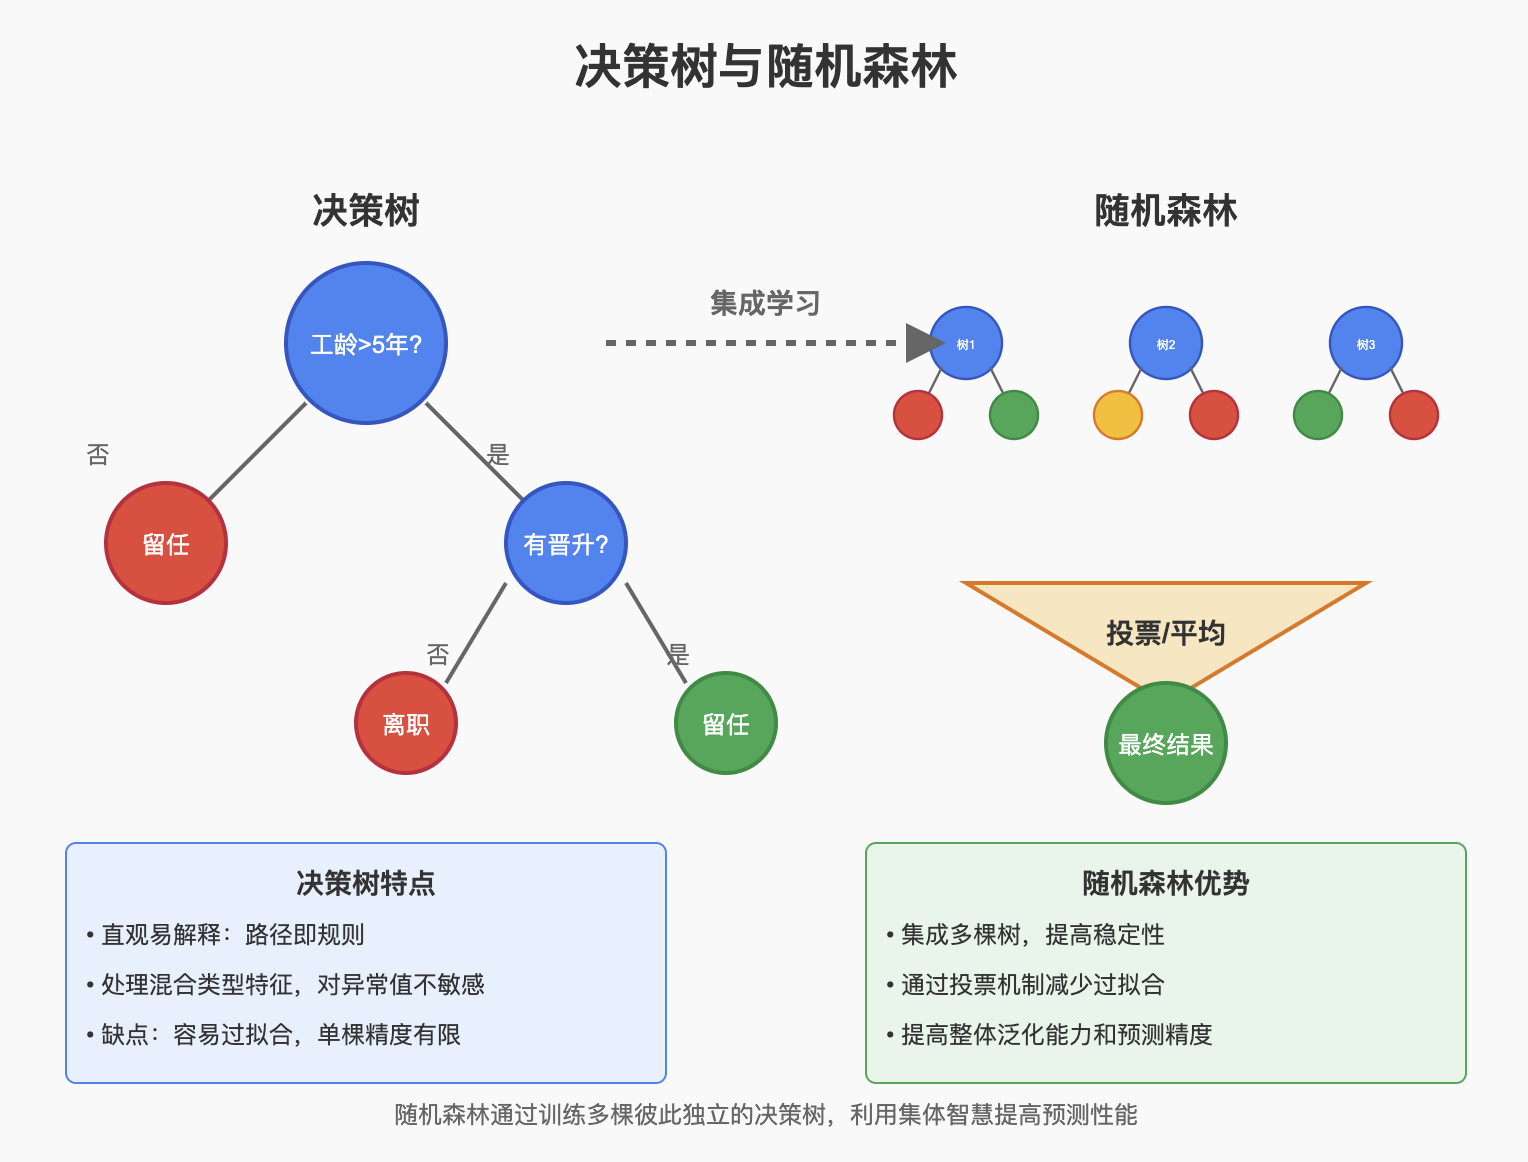 决策树与随机森林
决策树
随机森林
工龄>5年?
集成学习
树1
树2
树3
否
是
留任
有晋升?
否
是
离职
留任
投票/平均
最终结果
决策树特点
• 直观易解释：路径即规则
• 处理混合类型特征，对异常值不敏感
• 缺点：容易过拟合，单棵精度有限
随机森林优势
• 集成多棵树，提高稳定性
• 通过投票机制减少过拟合
• 提高整体泛化能力和预测精度
随机森林通过训练多棵彼此独立的决策树，利用集体智慧提高预测性能